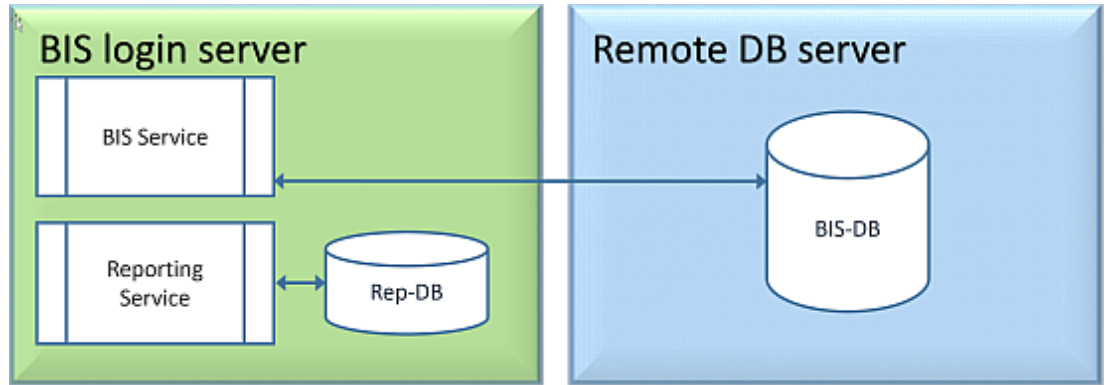 BIS login server
BIS Service
Reporting
Service
Rep-DB
Remote DB server
BIS-DB